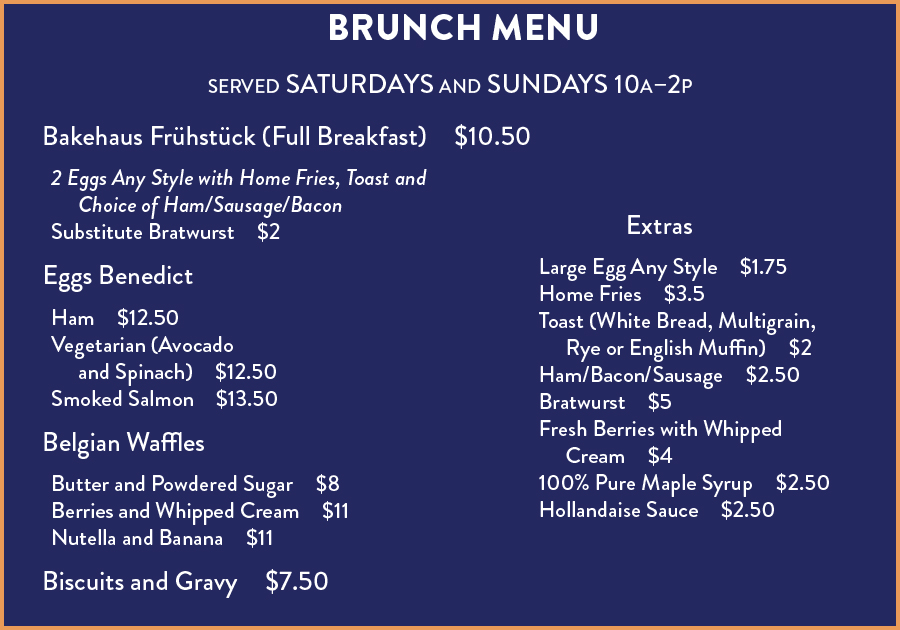 BRUNCH MENU
SERVED SATURDAYS AND SUNDAYS 10A–2P
Bakehaus Frühstück (Full Breakfast) $10.50
2 Eggs Any Style with Home Fries, Toast and
Choice of Ham/Sausage/Bacon
Substitute Bratwurst $2
Eggs Benedict
Ham $12.50
Vegetarian (Avocado
and Spinach) $12.50
Smoked Salmon $13.50
Belgian Waffles
Butter and Powdered Sugar $8
Berries and Whipped Cream $11
Nutella and Banana $11
Biscuits and Gravy $7.50
Extras
Large Egg Any Style $1.75
Home Fries $3.5
Toast (White Bread, Multigrain,
Rye or English Muffin) $2
Ham/Bacon/Sausage $2.50
Bratwurst $5
Fresh Berries with Whipped
Cream $4
100% Pure Maple Syrup $2.50
Hollandaise Sauce $2.50